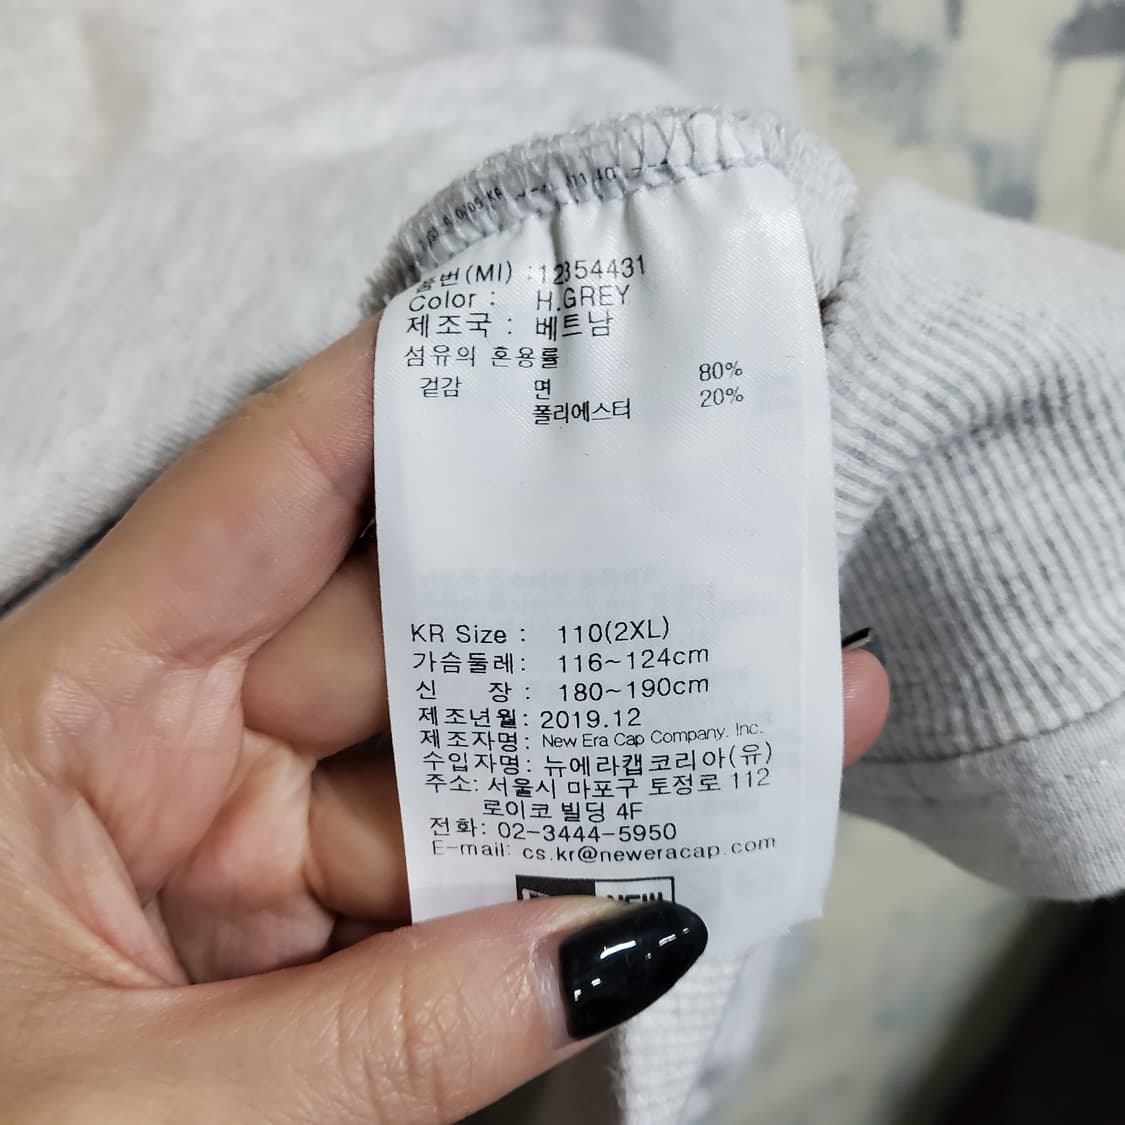 품번(MI) : 12354431
Color : H.GREY
제조국 : 베트남
섬유의 혼용률
겉감 면 80%
폴리에스터 20%
KR Size : 110(2XL)
가슴둘레: 116~124cm
신 장 : 180~190cm
제조년월: 2019.12
제조자명: New Era Cap Company. Inc.
수입자명: 뉴에라캡코리아(유)
주소: 서울시 마포구 토정로 112
로이코 빌딩 4F
전화: 02-3444-5950
E-mail: cs.kr@neweracap.com
NEW